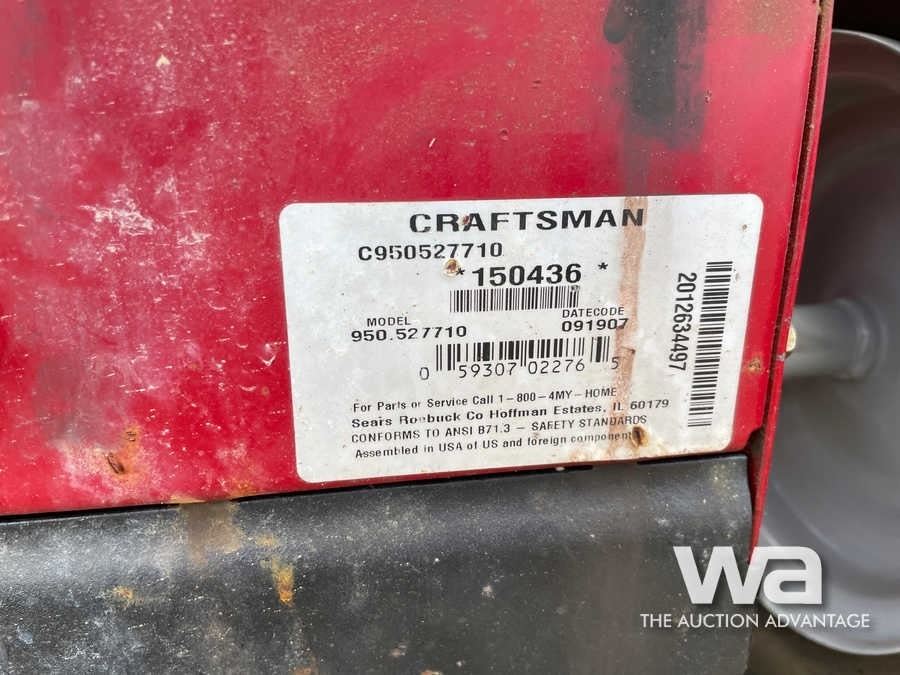 CRAFTSMAN
C950527710
*150436 *
MODEL
950.527710
DATECODE
091907
0 59307 02276 5
2012634497
For Parts or Service Call 1-800-4MY-HOME
Sears Roebuck Co Hoffman Estates, IL 60179
CONFORMS TO ANSI B71.3 - SAFETY STANDARDS
Assembled in USA of US and foreign components
wa
THE AUCTION ADVANTAGE